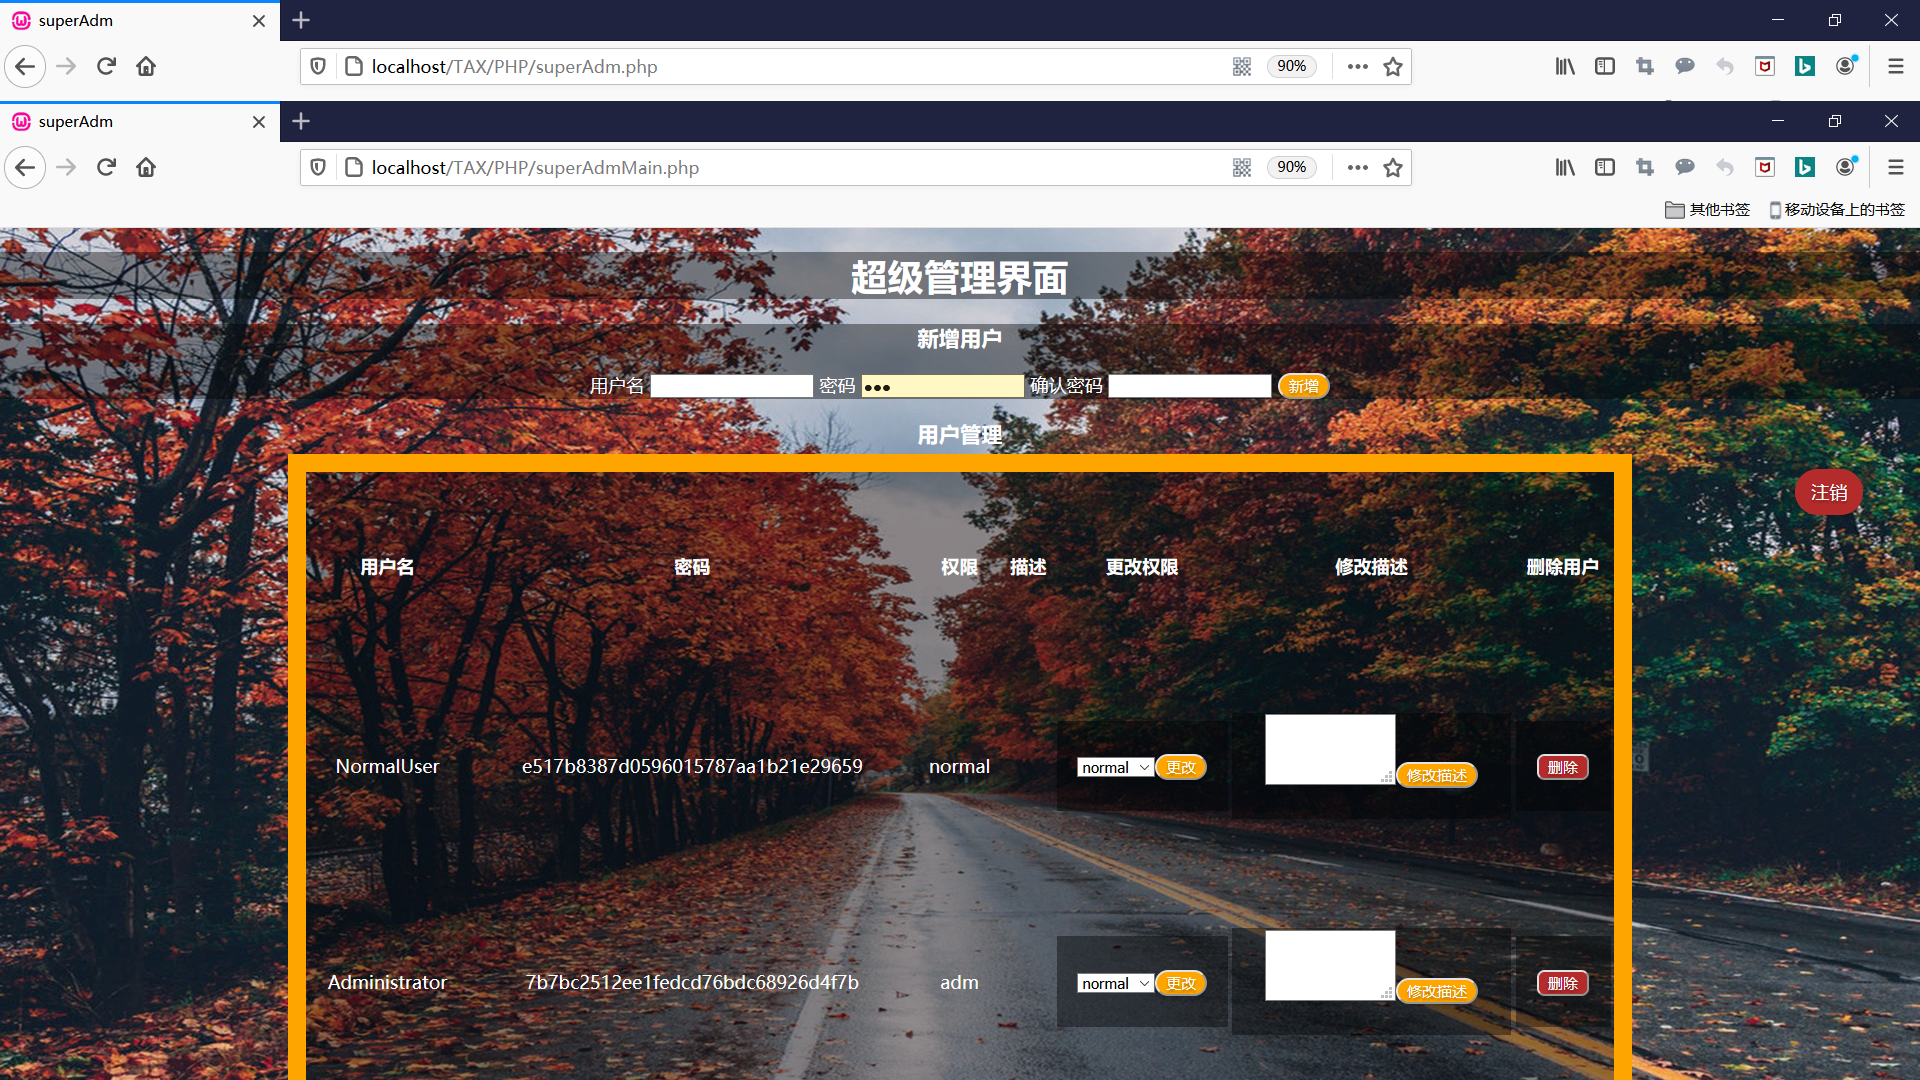 superAdm
localhost/TAX/PHP/superAdm.php
90%
superAdm
localhost/TAX/PHP/superAdmMain.php
90%
其他书签 移动设备上的书签
超级管理界面
新增用户
用户名 密码 确认密码 新增
用户管理
注销
用户名 密码 权限 描述 更改权限 修改描述 删除用户
NormalUser e517b8387d0596015787aa1b21e29659 normal normal 更改 修改描述 删除
Administrator 7b7bc2512ee1fedcd76bdc68926d4f7b adm normal 更改 修改描述 删除